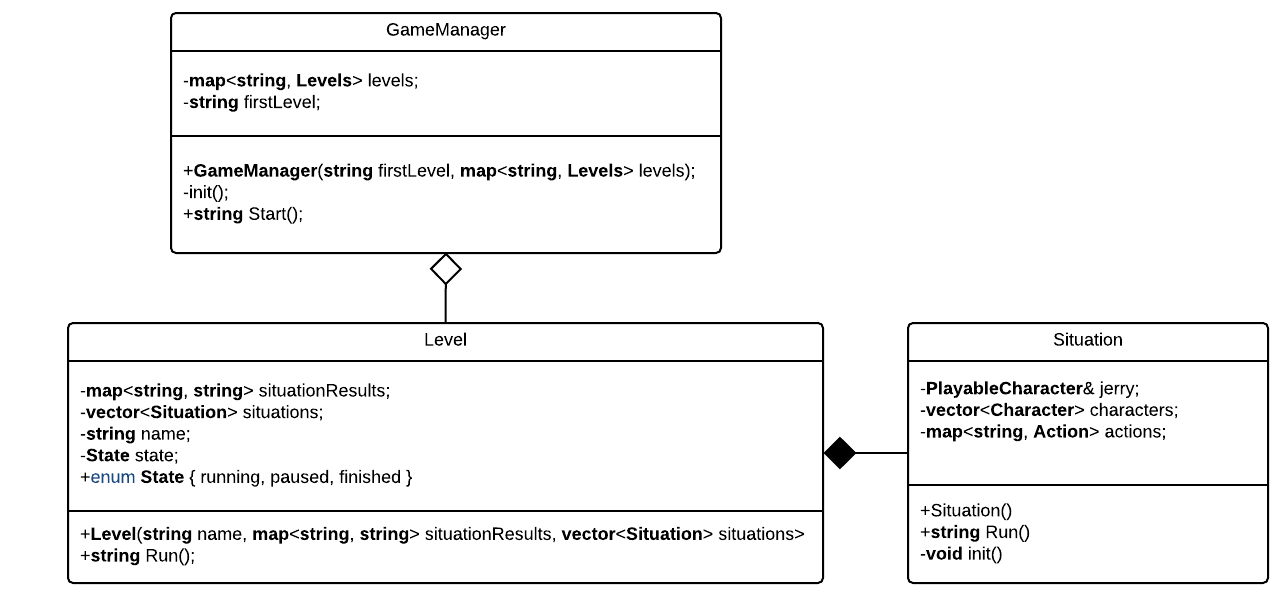 GameManager
-map<string, Levels> levels;
-string firstLevel;
+GameManager(string firstLevel, map<string, Levels> levels);
-init();
+string Start();
Level
-map<string, string> situationResults;
-vector<Situation> situations;
-string name;
-State state;
+enum State { running, paused, finished }
+Level(string name, map<string, string> situationResults, vector<Situation> situations>
+string Run();
Situation
-PlayableCharacter& jerry;
-vector<Character> characters;
-map<string, Action> actions;
+Situation()
+string Run()
-void init()